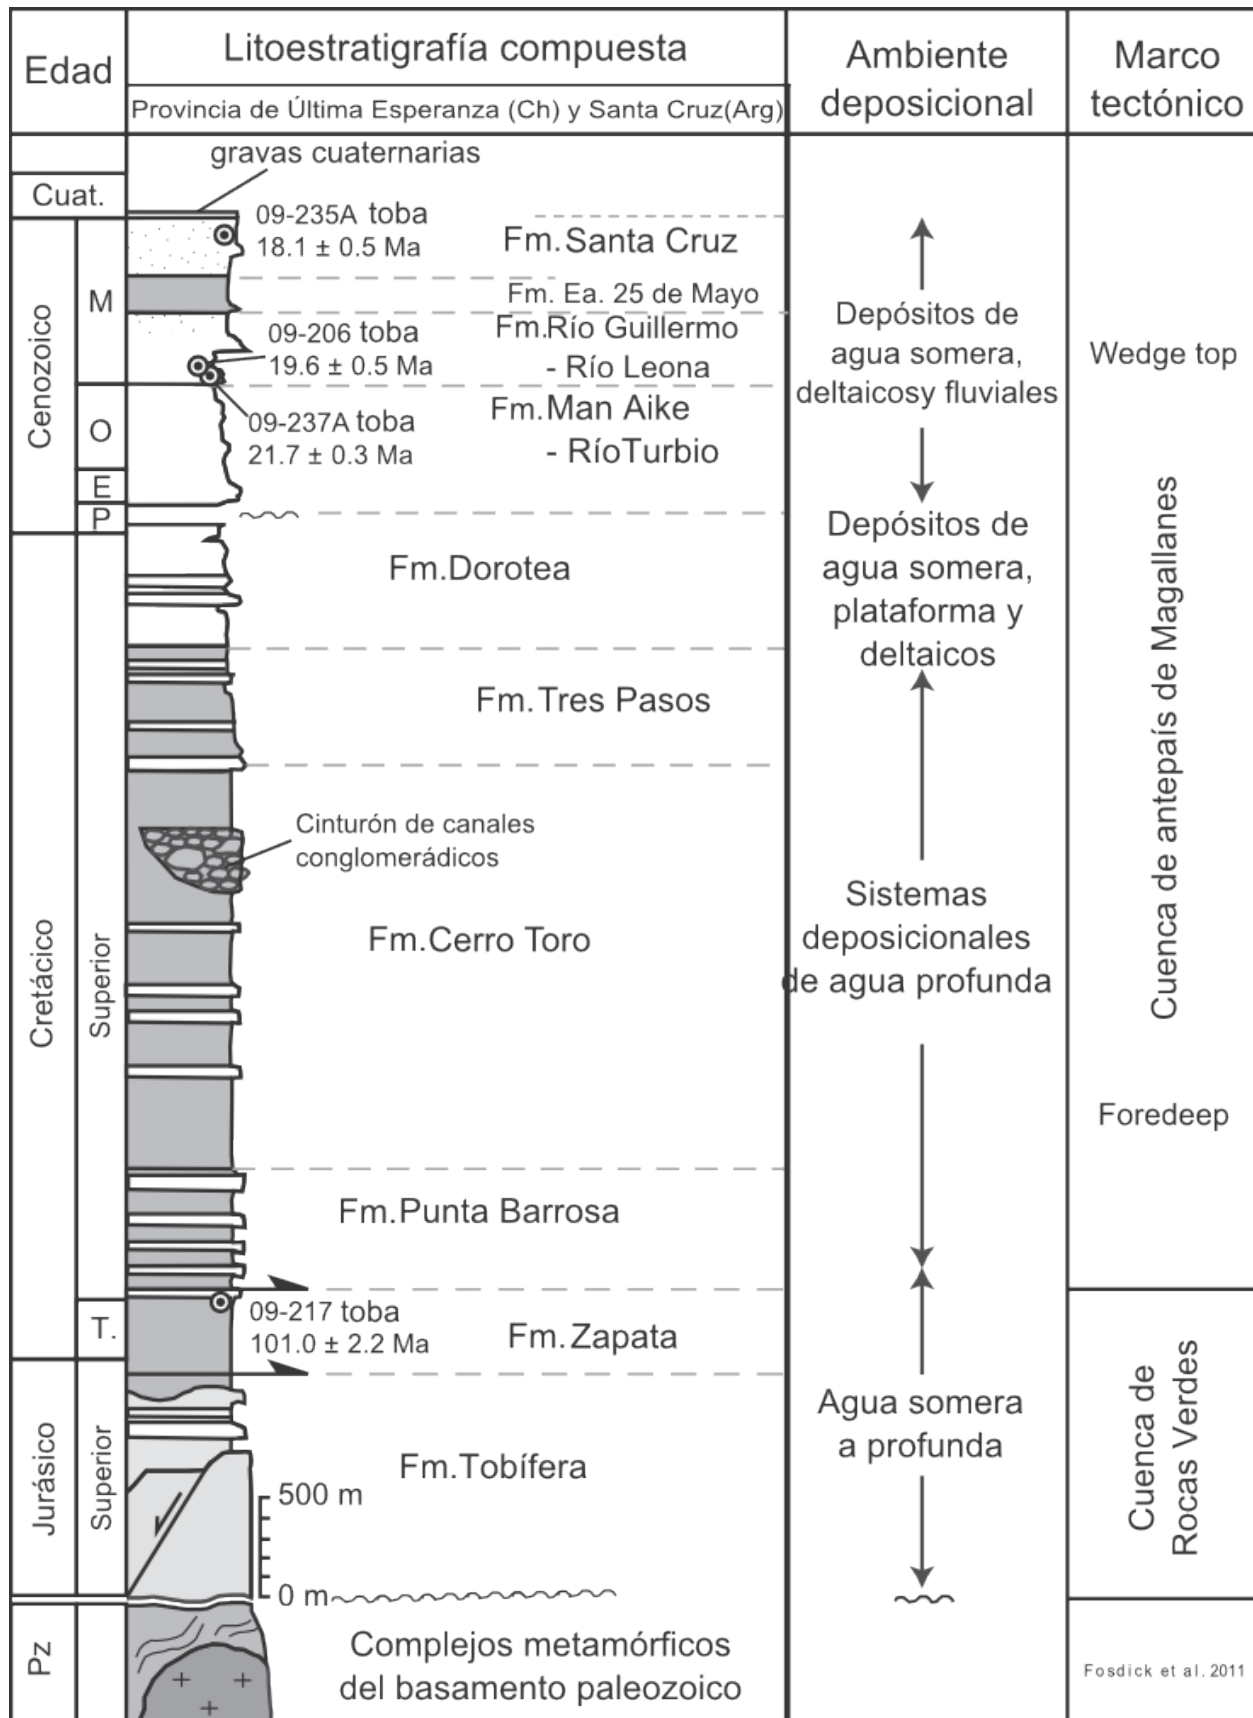 Edad
Litoestratigrafía compuesta
Provincia de Última Esperanza (Ch) y Santa Cruz(Arg)
Ambiente
deposicional
Marco
tectónico
gravas cuaternarias
Cuat.
09-235A toba
18.1 ± 0.5 Ma
Fm.Santa Cruz
Cenozoico
M
Fm. Ea. 25 de Mayo
09-206 toba
19.6 ± 0.5 Ma
Fm.Río Guillermo
- Río Leona
Depósitos de
agua somera,
deltaicosy fluviales
Wedge top
O
09-237A toba
21.7 ± 0.3 Ma
Fm.Man Aike
- RíoTurbio
E
P
Fm.Dorotea
Depósitos de
agua somera,
plataforma y
deltaicos
Cuenca de antepaís de Magallanes
Fm.Tres Pasos
Cinturón de canales
conglomerádicos
Cretácico
Superior
Fm.Cerro Toro
Sistemas
deposicionales
de agua profunda
Foredeep
Fm.Punta Barrosa
T.
09-217 toba
101.0 ± 2.2 Ma
Fm.Zapata
Jurásico
Superior
Fm.Tobífera
500 m
0 m
Agua somera
a profunda
Cuenca de
Rocas Verdes
Pz
Complejos metamórficos
del basamento paleozoico
Fosdick et al. 2011